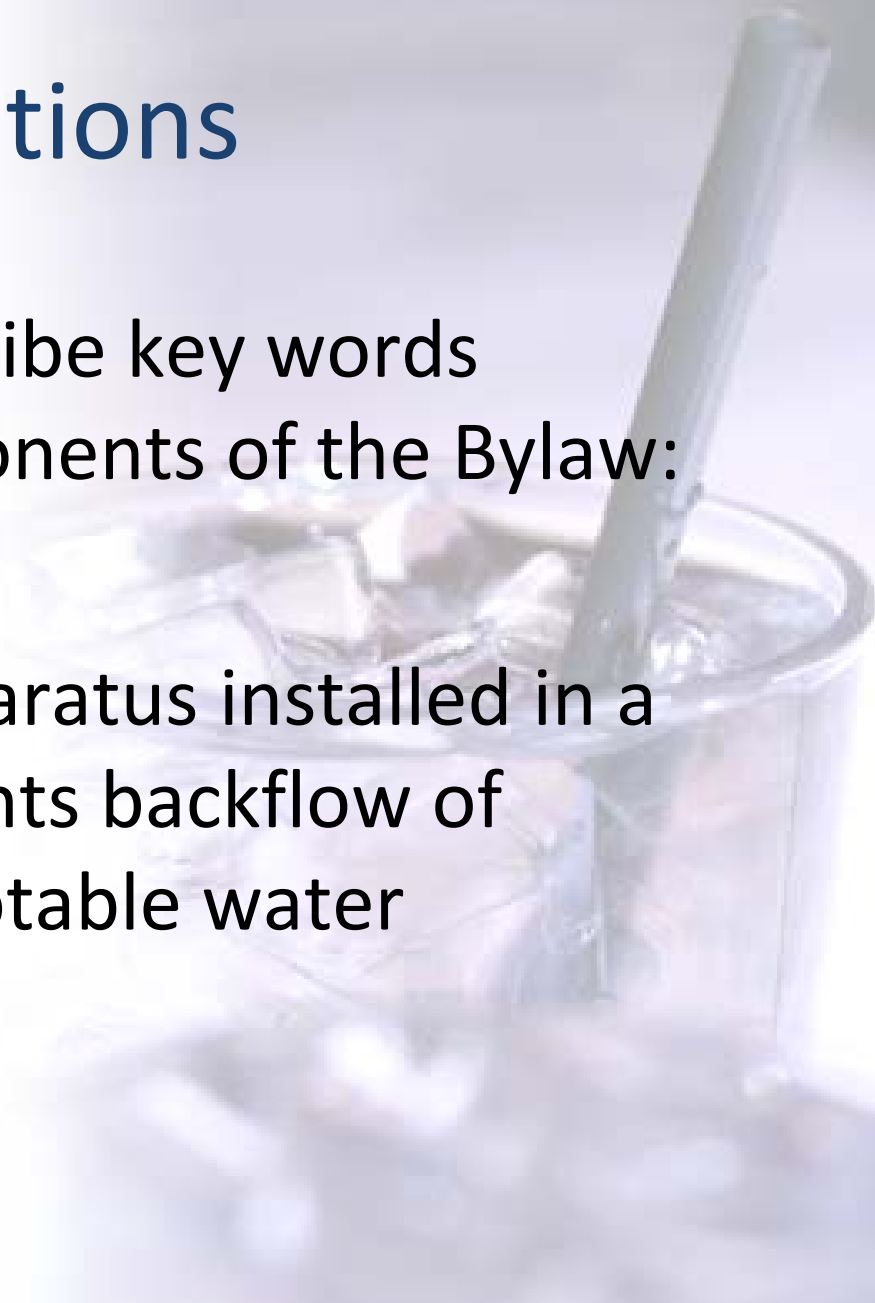 tions
ibe key words
onents of the Bylaw:
aratus installed in a
nts backflow of
otable water